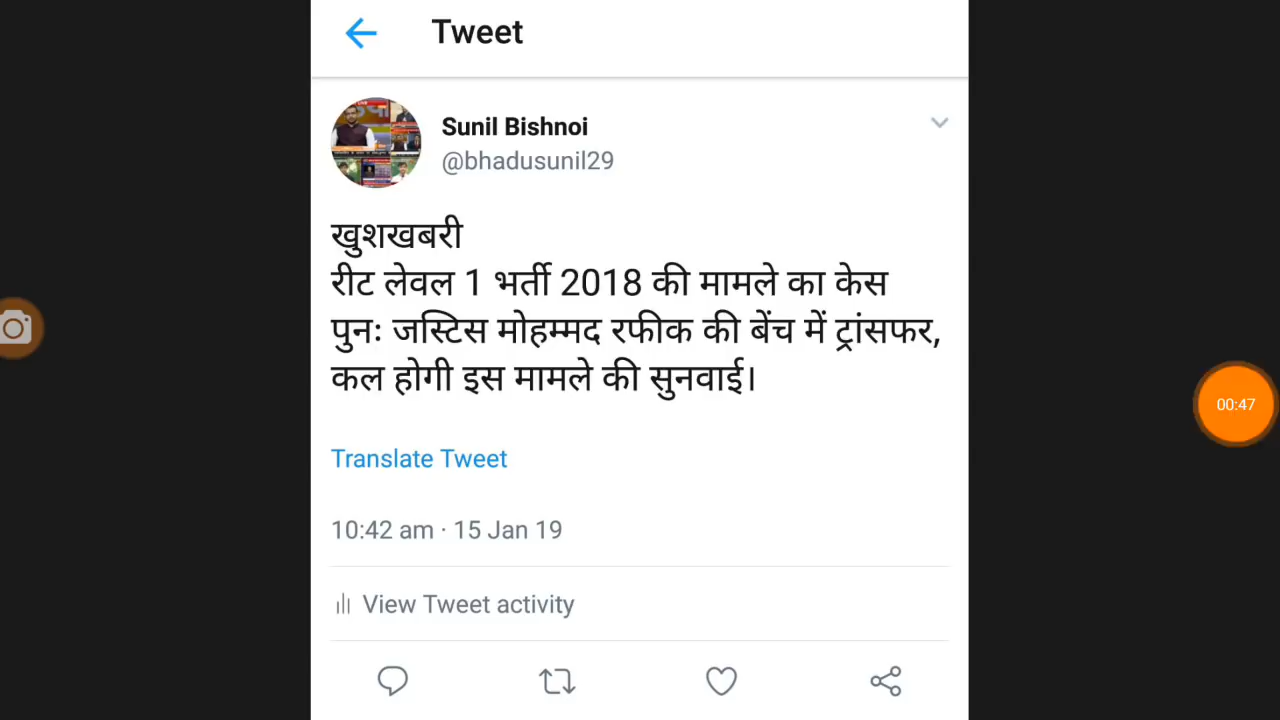 Tweet
Sunil Bishnoi
@bhadusunil29
खुशखबरी
रीट लेवल 1 भर्ती 2018 की मामले का केस
पुनः जस्टिस मोहम्मद रफीक की बेंच में ट्रांसफर,
कल होगी इस मामले की सुनवाई।
Translate Tweet
10:42 am · 15 Jan 19
View Tweet activity
00:47